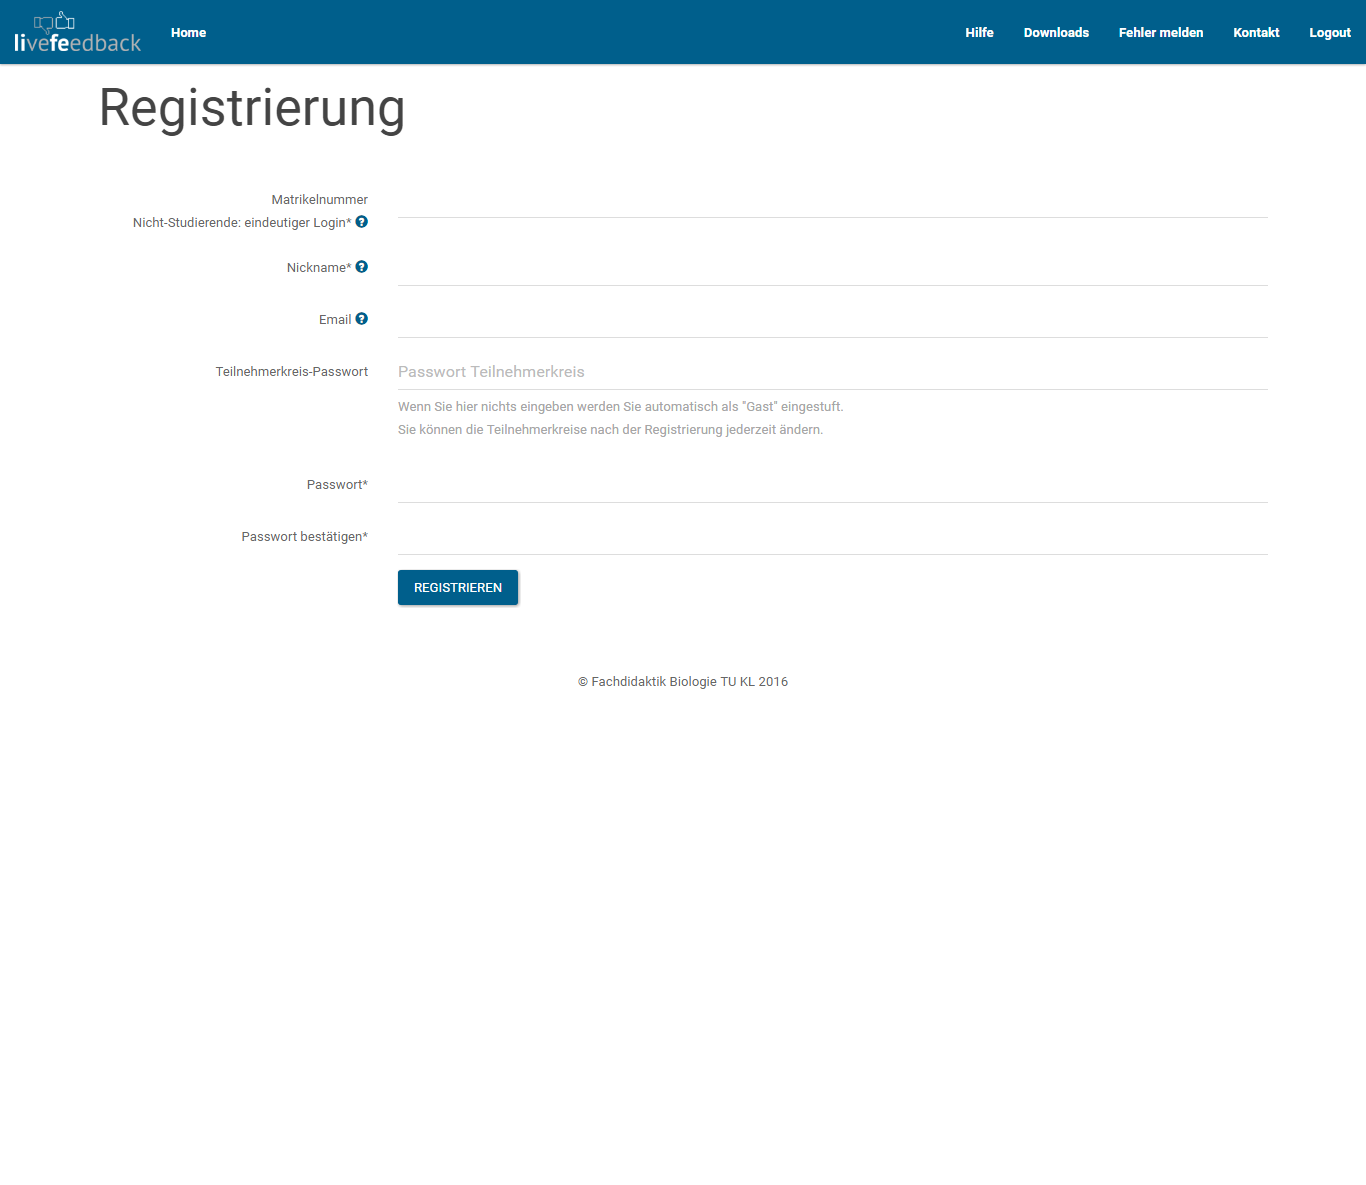 livefeedback Home Hilfe Downloads Fehler melden Kontakt Logout
Registrierung
Matrikelnummer
Nicht-Studierende: eindeutiger Login*
Nickname*
Email
Teilnehmerkreis-Passwort Passwort Teilnehmerkreis
Wenn Sie hier nichts eingeben werden Sie automatisch als "Gast" eingestuft.
Sie können die Teilnehmerkreise nach der Registrierung jederzeit ändern.
Passwort*
Passwort bestätigen*
REGISTRIEREN
© Fachdidaktik Biologie TU KL 2016